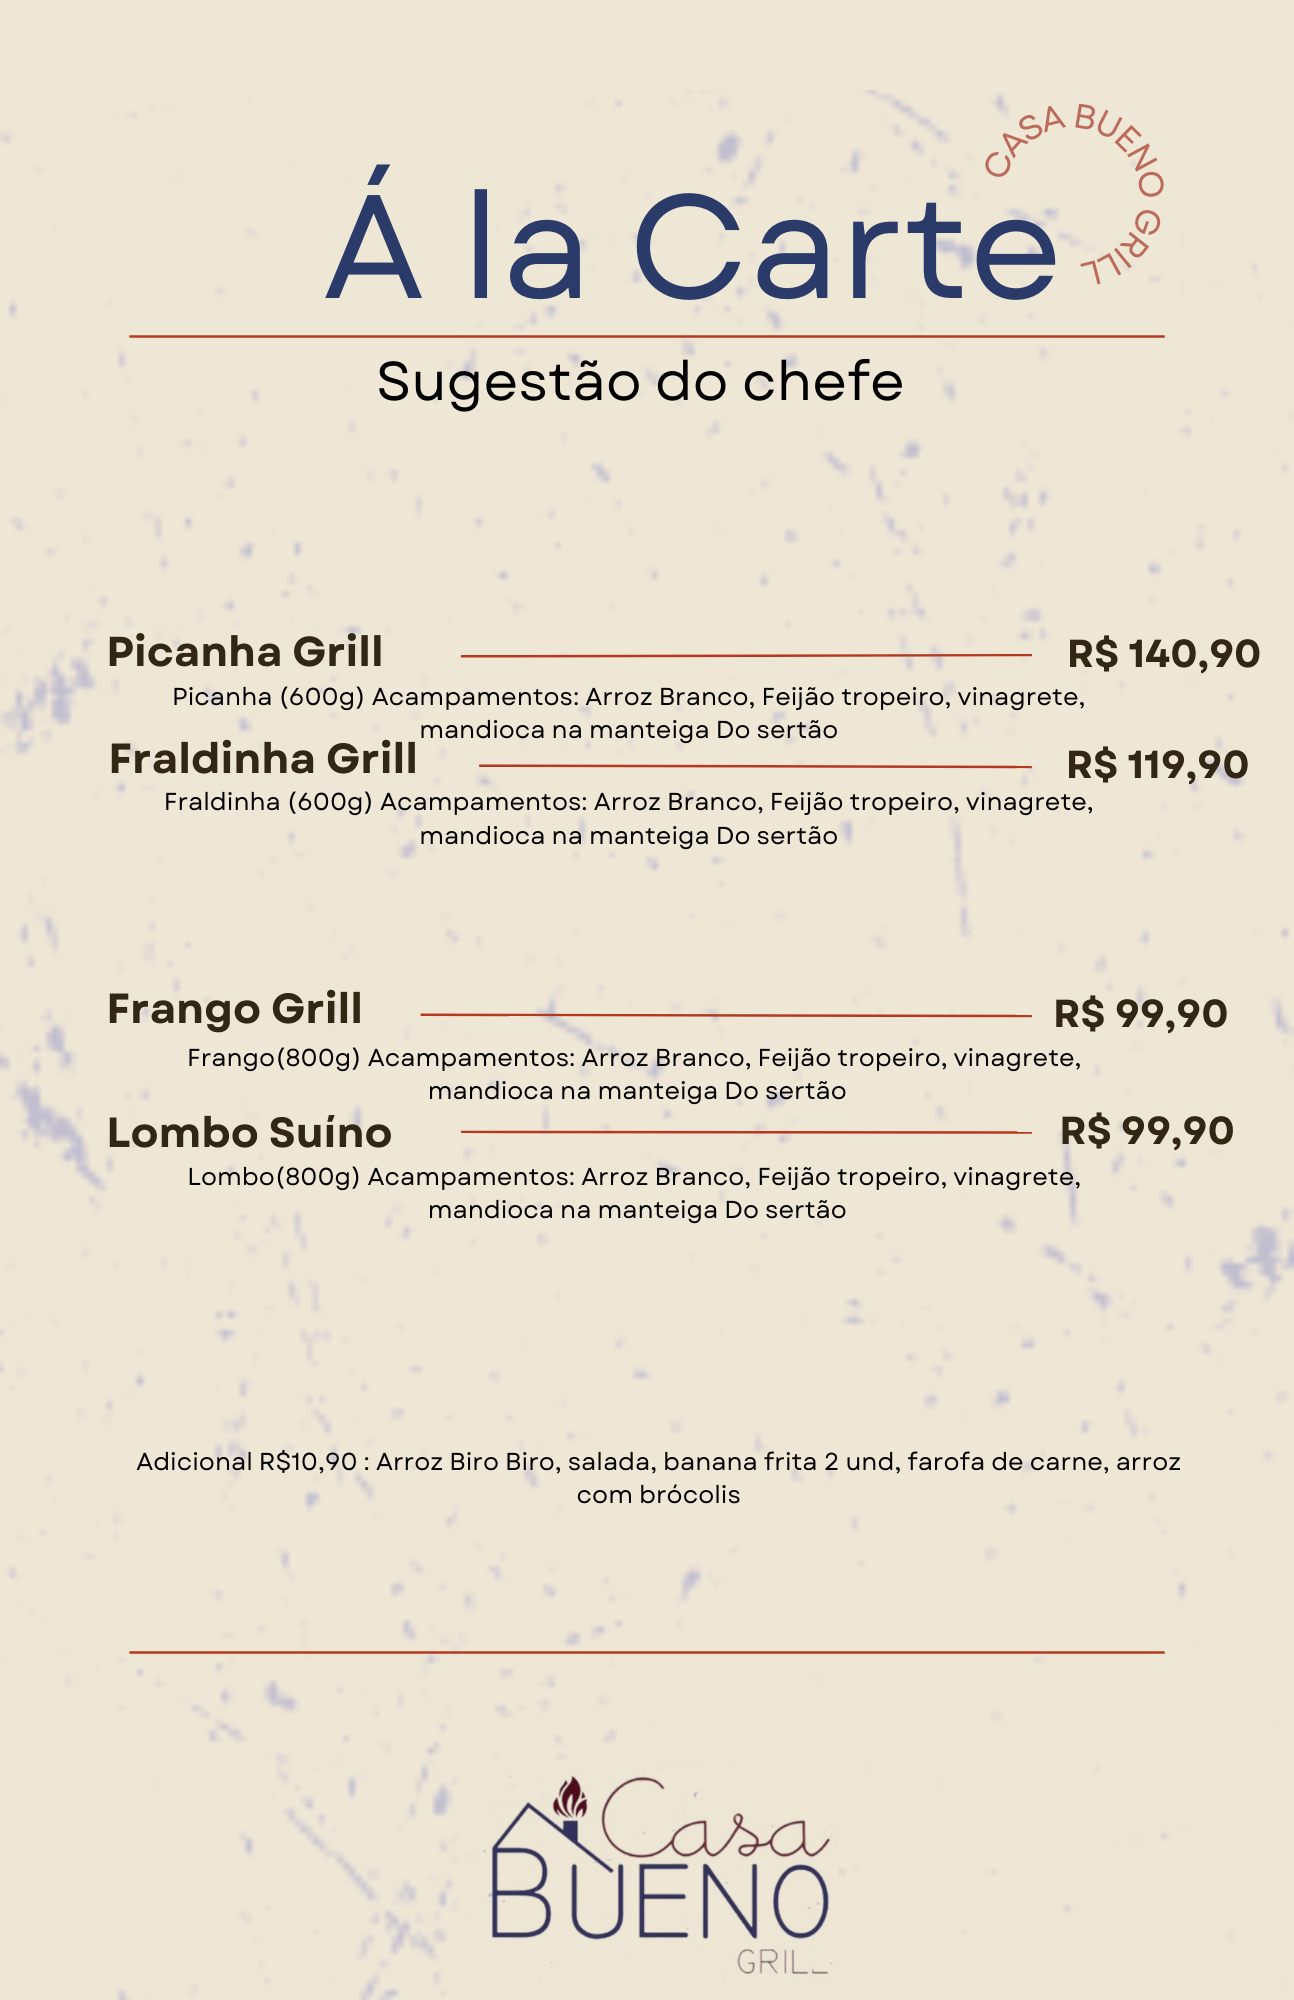 CASA BUENO GRILL
Á la Carte
Sugestão do chefe
Picanha Grill R$ 140,90
Picanha (600g) Acampamentos: Arroz Branco, Feijão tropeiro, vinagrete,
mandioca na manteiga Do sertão
Fraldinha Grill R$ 119,90
Fraldinha (600g) Acampamentos: Arroz Branco, Feijão tropeiro, vinagrete,
mandioca na manteiga Do sertão
Frango Grill R$ 99,90
Frango(800g) Acampamentos: Arroz Branco, Feijão tropeiro, vinagrete,
mandioca na manteiga Do sertão
Lombo Suíno R$ 99,90
Lombo(800g) Acampamentos: Arroz Branco, Feijão tropeiro, vinagrete,
mandioca na manteiga Do sertão
Adicional R$10,90 : Arroz Biro Biro, salada, banana frita 2 und, farofa de carne, arroz
com brócolis
Casa
BUENO
GRILL